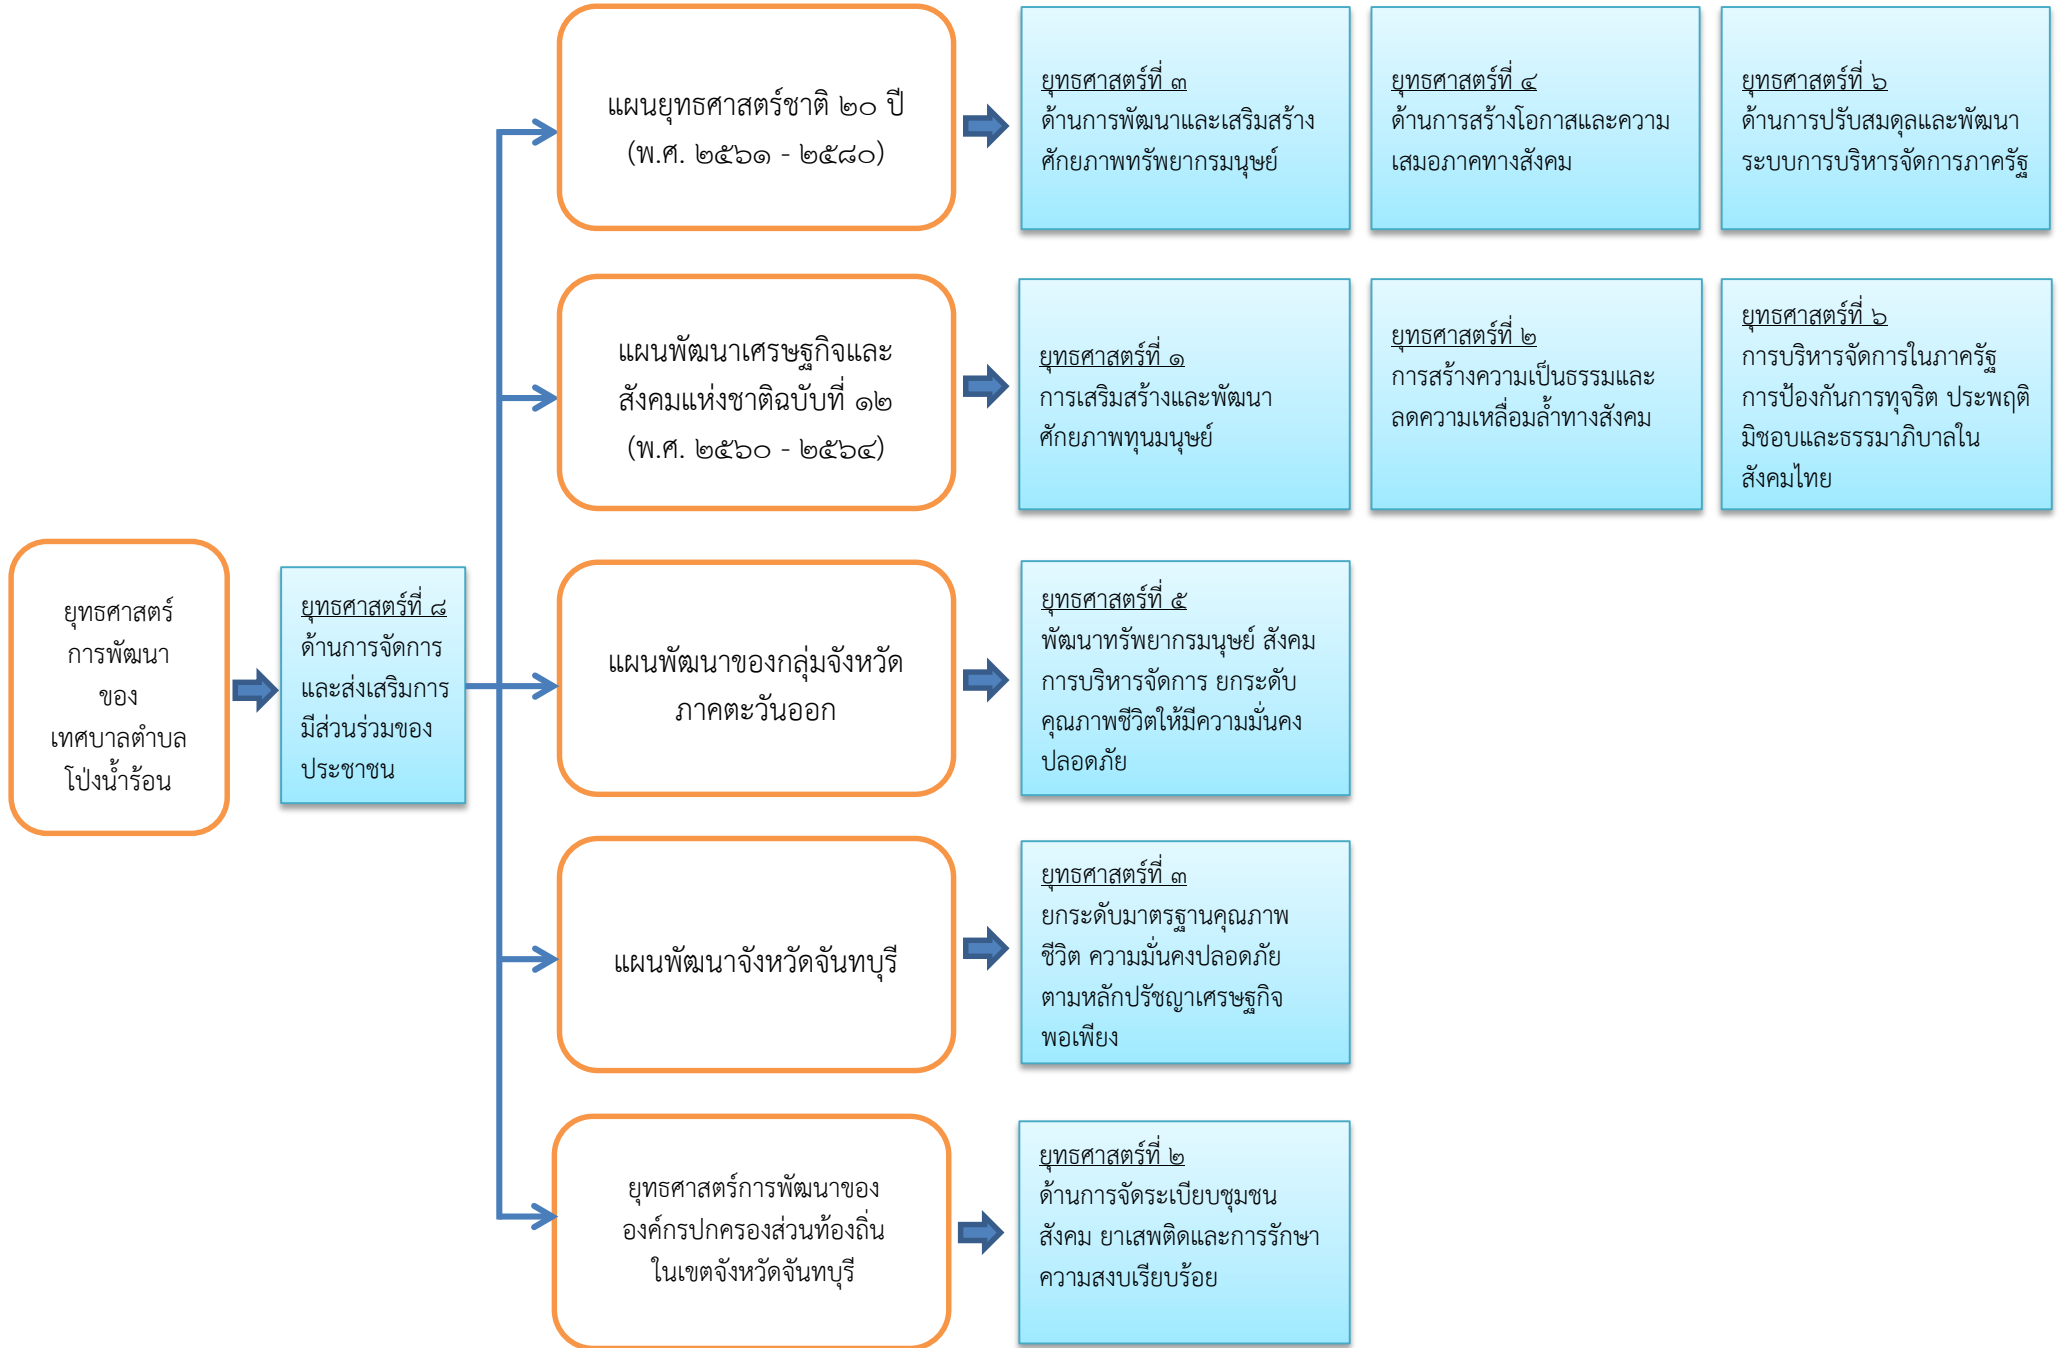 แผนยุทธศาสตร์ชาติ ๒๐ ปี
(พ.ศ. ๒๕๖๑ - ๒๕๘๐)
ยุทธศาสตร์ที่ ๓
ด้านการพัฒนาและเสริมสร้าง
ศักยภาพทรัพยากรมนุษย์
ยุทธศาสตร์ที่ ๔
ด้านการสร้างโอกาสและความ
เสมอภาคทางสังคม
ยุทธศาสตร์ที่ ๖
ด้านการปรับสมดุลและพัฒนา
ระบบการบริหารจัดการภาครัฐ
แผนพัฒนาเศรษฐกิจและ
สังคมแห่งชาติฉบับที่ ๑๒
(พ.ศ. ๒๕๖๐ - ๒๕๖๔)
ยุทธศาสตร์ที่ ๑
การเสริมสร้างและพัฒนา
ศักยภาพทุนมนุษย์
ยุทธศาสตร์ที่ ๒
การสร้างความเป็นธรรมและ
ลดความเหลื่อมล้ำทางสังคม
ยุทธศาสตร์ที่ ๖
การบริหารจัดการในภาครัฐ
การป้องกันการทุจริต ประพฤติ
มิชอบและธรรมาภิบาลใน
สังคมไทย
ยุทธศาสตร์
การพัฒนา
ของ
เทศบาลตำบล
โป่งน้ำร้อน
ยุทธศาสตร์ที่ ๘
ด้านการจัดการ
และส่งเสริมการ
มีส่วนร่วมของ
ประชาชน
แผนพัฒนาของกลุ่มจังหวัด
ภาคตะวันออก
ยุทธศาสตร์ที่ ๕
พัฒนาทรัพยากรมนุษย์ สังคม
การบริหารจัดการ ยกระดับ
คุณภาพชีวิตให้มีความมั่นคง
ปลอดภัย
แผนพัฒนาจังหวัดจันทบุรี
ยุทธศาสตร์ที่ ๓
ยกระดับมาตรฐานคุณภาพ
ชีวิต ความมั่นคงปลอดภัย
ตามหลักปรัชญาเศรษฐกิจ
พอเพียง
ยุทธศาสตร์การพัฒนาของ
องค์กรปกครองส่วนท้องถิ่น
ในเขตจังหวัดจันทบุรี
ยุทธศาสตร์ที่ ๒
ด้านการจัดระเบียบชุมชน
สังคม ยาเสพติดและการรักษา
ความสงบเรียบร้อย